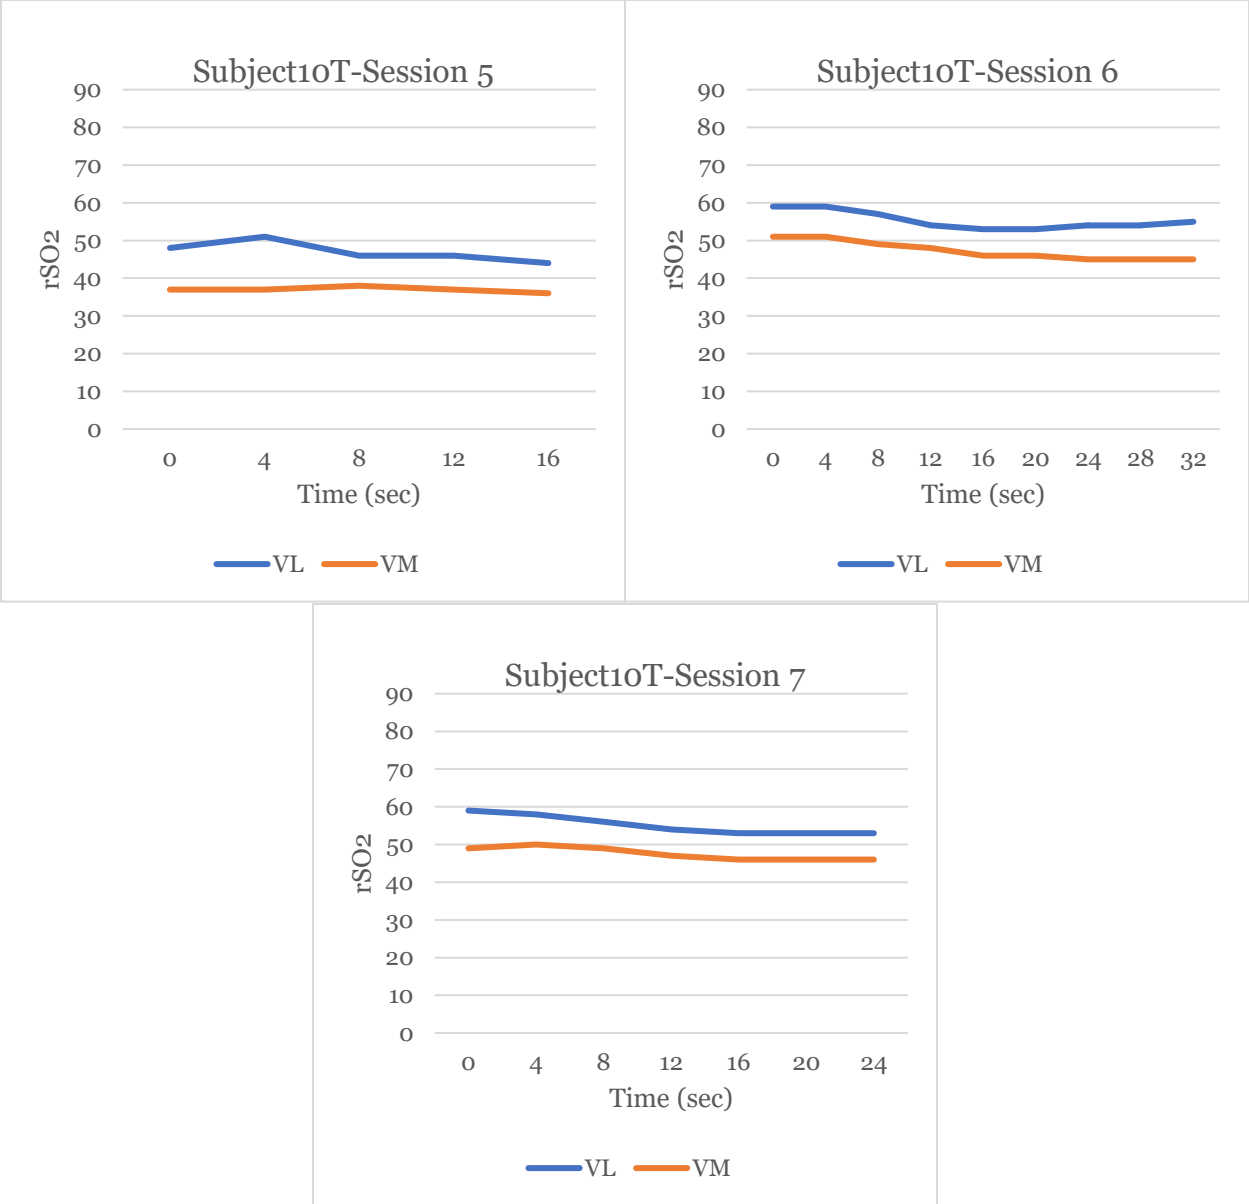 Subject10T-Session 5
90
80
70
60
50
40
30
20
10
0
rSO2
0 4 8 12 16
Time (sec)
VL VM
Subject10T-Session 6
90
80
70
60
50
40
30
20
10
0
rSO2
0 4 8 12 16 20 24 28 32
Time (sec)
VL VM
Subject10T-Session 7
90
80
70
60
50
40
30
20
10
0
rSO2
0 4 8 12 16 20 24
Time (sec)
VL VM